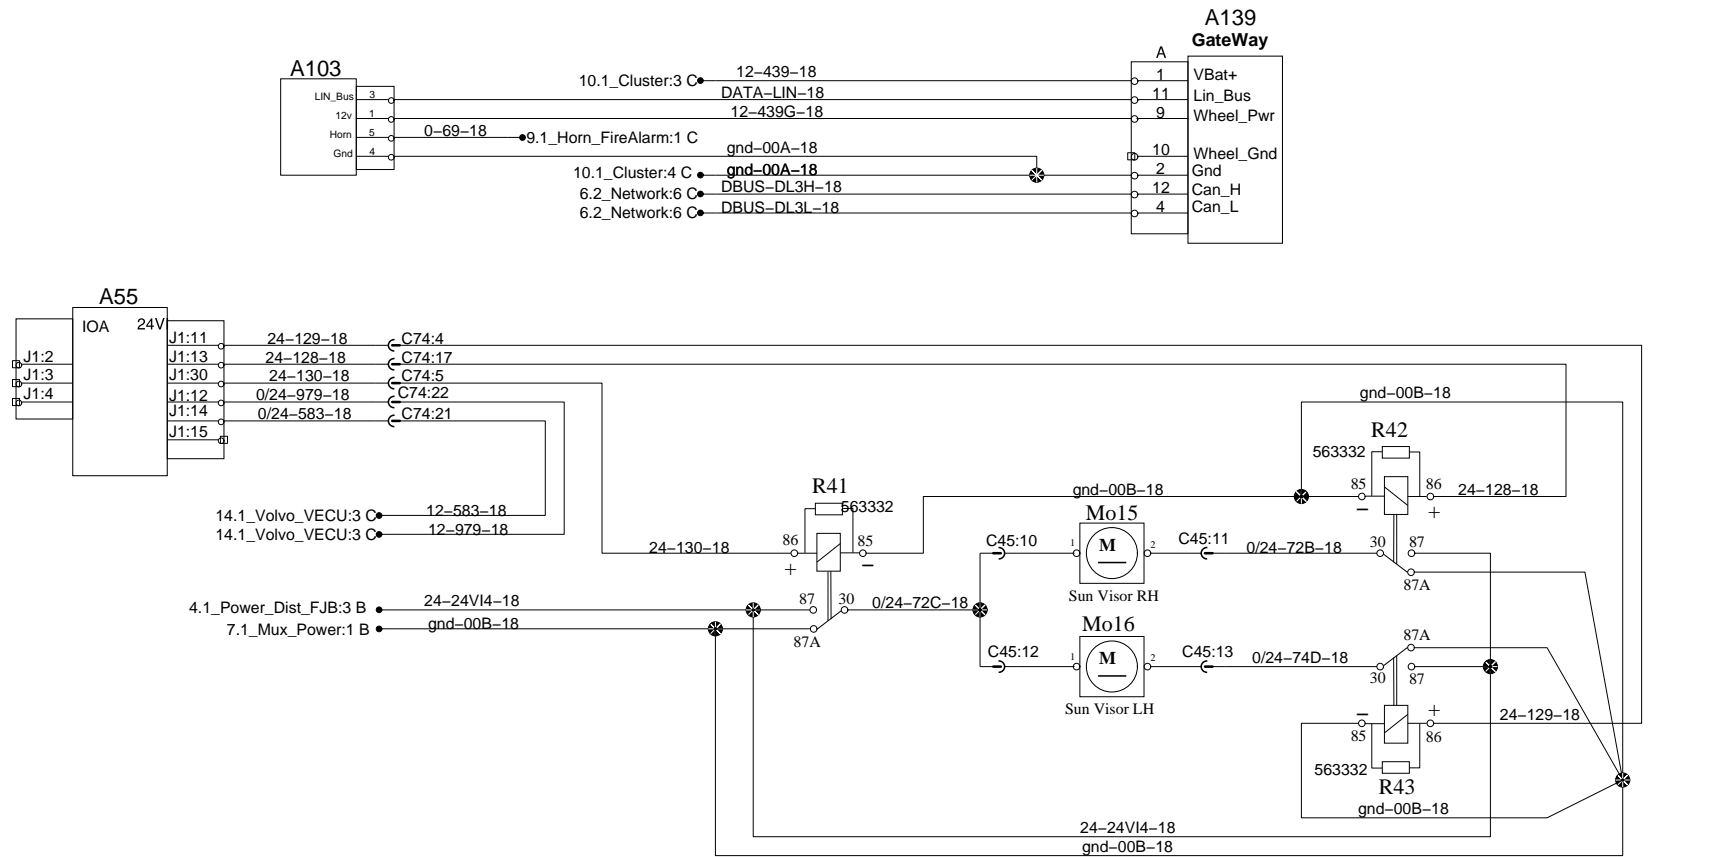 A139
GateWay
A103
A
LIN_Bus 3
12v 1
Horn 5
Gnd 4
10.1_Cluster:3 C 12-439-18 1 VBat+
DATA-LIN-18 11 Lin_Bus
12-439G-18 9 Wheel_Pwr
0-69-18 9.1_Horn_FireAlarm:1 C
gnd-00A-18 10 Wheel_Gnd
10.1_Cluster:4 C gnd-00A-18 2 Gnd
6.2_Network:6 C DBUS-DL3H-18 12 Can_H
6.2_Network:6 C DBUS-DL3L-18 4 Can_L
A55
IOA 24V
J1:2
J1:3
J1:4
J1:11 24-129-18 C74:4
J1:13 24-128-18 C74:17
J1:30 24-130-18 C74:5
J1:12 0/24-979-18 C74:22
J1:14 0/24-583-18 C74:21
J1:15
14.1_Volvo_VECU:3 C 12-583-18
14.1_Volvo_VECU:3 C 12-979-18
gnd-00B-18
R42
563332
85 86 24-128-18
- +
R41
563332
gnd-00B-18
24-130-18 86 85
+ -
Mo15
C45:10 1 M 2 C45:11 0/24-72B-18 30 87
87A
Sun Visor RH
4.1_Power_Dist_FJB:3 B 24-24VI4-18 87 30 0/24-72C-18
7.1_Mux_Power:1 B gnd-00B-18
87A
Mo16
87A
C45:12 1 M 2 C45:13 0/24-74D-18
30 87
Sun Visor LH
- + 24-129-18
85 86
563332
R43
gnd-00B-18
24-24VI4-18
gnd-00B-18